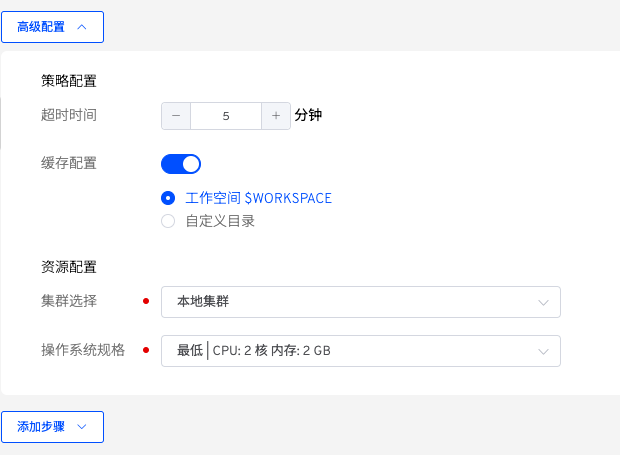 高级配置
策略配置
超时时间 5 分钟
缓存配置
工作空间 $WORKSPACE
自定义目录
资源配置
集群选择 本地集群
操作系统规格 最低 | CPU: 2 核 内存: 2 GB
添加步骤